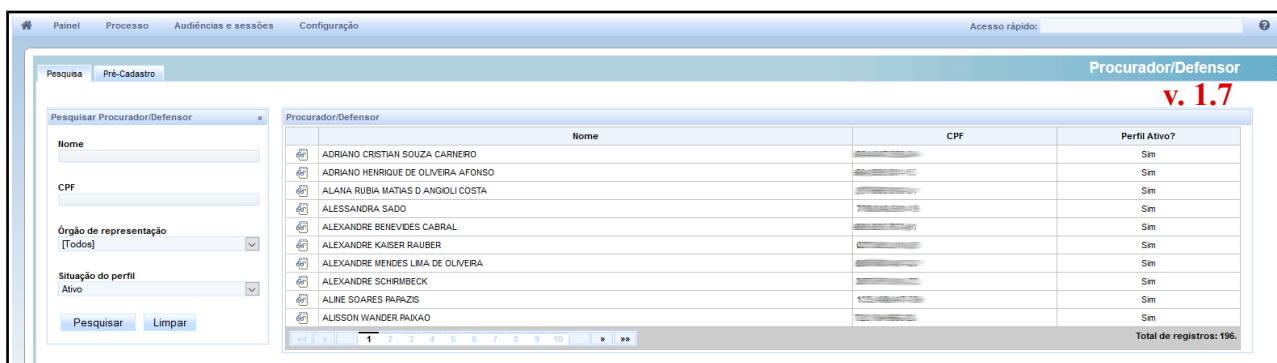 Painel Processo Audiências e sessões Configuração Acesso rápido:
Pesquisa Pré-Cadastro Procurador/Defensor
v. 1.7
Pesquisar Procurador/Defensor «
Nome
CPF
Órgão de representação
[Todos]
Situação do perfil
Ativo
Pesquisar Limpar
Procurador/Defensor
Nome CPF Perfil Ativo?
ADRIANO CRISTIAN SOUZA CARNEIRO Sim
ADRIANO HENRIQUE DE OLIVEIRA AFONSO Sim
ALANA RUBIA MATIAS D ANGIOLI COSTA Sim
ALESSANDRA SADO Sim
ALEXANDRE BENEVIDES CABRAL Sim
ALEXANDRE KAISER RAUBER Sim
ALEXANDRE MENDES LIMA DE OLIVEIRA Sim
ALEXANDRE SCHIRMBECK Sim
ALINE SOARES PAPAZIS Sim
ALISSON WANDER PAIXAO Sim
«« « 1 2 3 4 5 6 7 8 9 10 » »» Total de registros: 196.